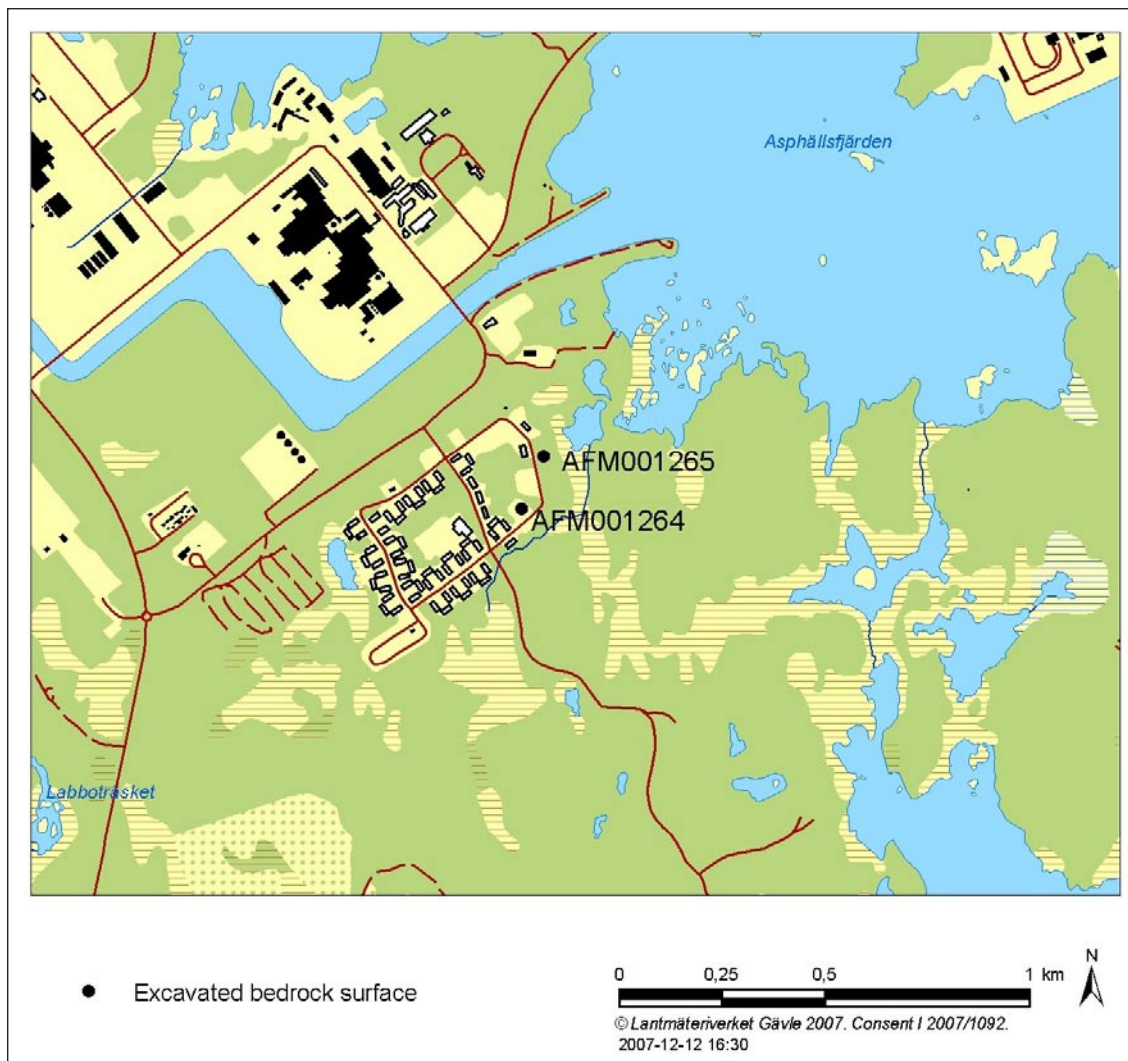 Asphällsfjärden
AFM001265
AFM001264
Labboträsket
Excavated bedrock surface
0 0,25 0,5 1 km
N
© Lantmäteriverket Gävle 2007. Consent I 2007/1092.
2007-12-12 16:30